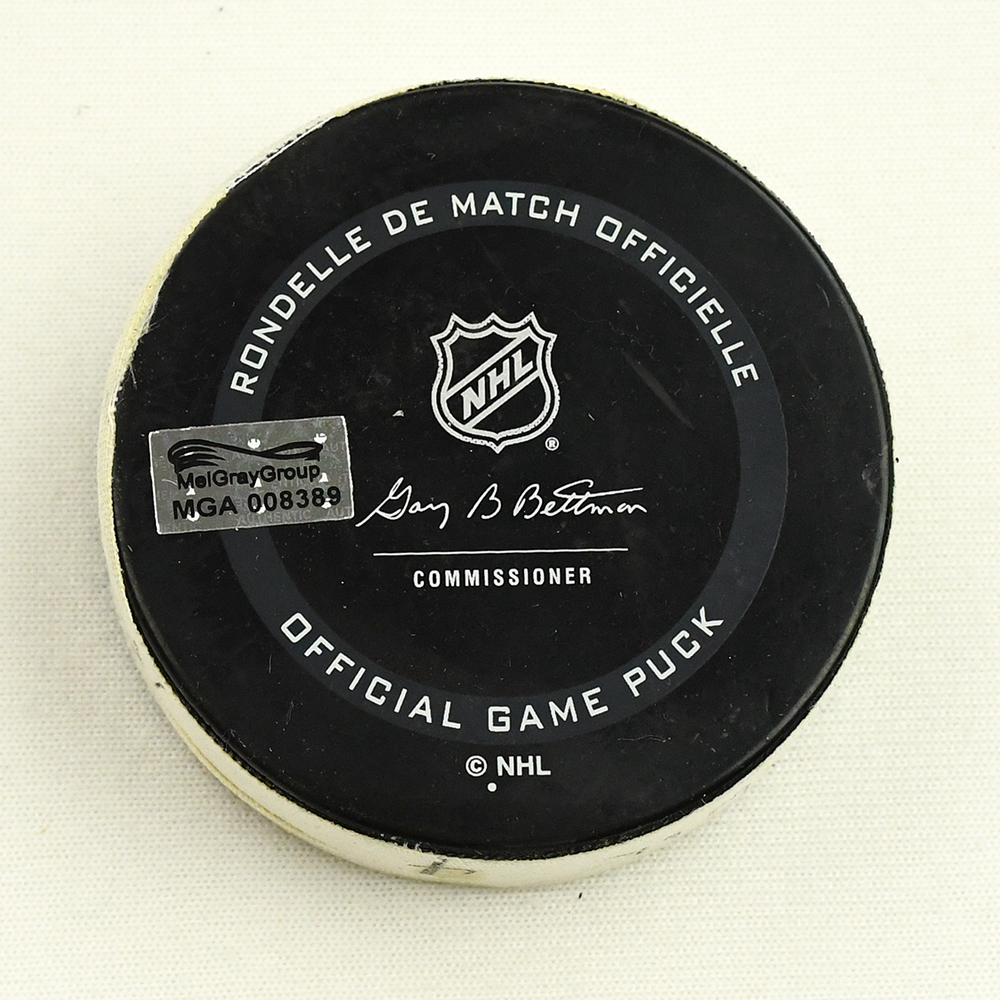 RONDELLE DE MATCH OFFICIELLE
NHL
®
MeiGrayGroup
MGA 008389
Gary B Bettman
COMMISSIONER
OFFICIAL GAME PUCK
© NHL